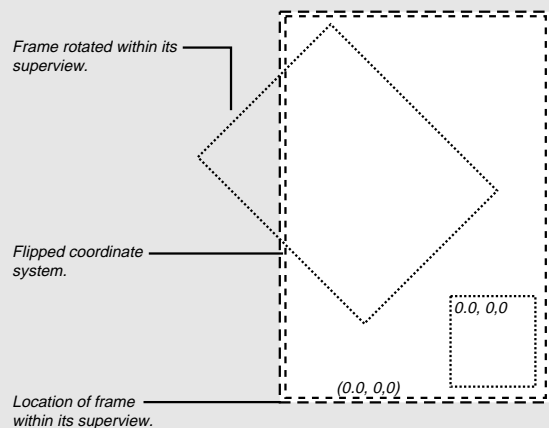 Frame rotated within its
superview.
Flipped coordinate
system.
0.0, 0,0
(0.0, 0,0)
Location of frame
within its superview.